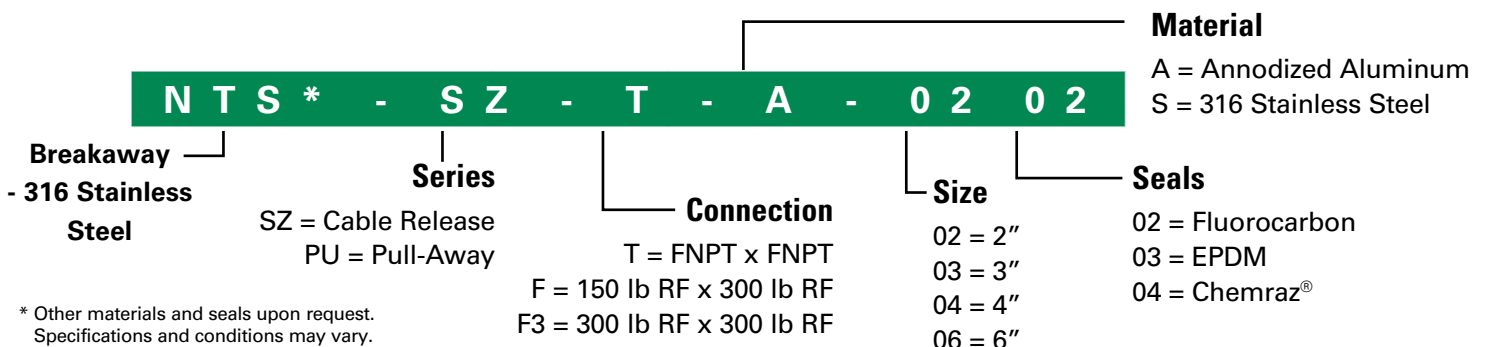 Material
A = Annodized Aluminum
S = 316 Stainless Steel
N T S * - S Z - T - A - 0 2 0 2
Breakaway
- 316 Stainless
Steel
Series
SZ = Cable Release
PU = Pull-Away
Connection
T = FNPT x FNPT
F = 150 lb RF x 300 lb RF
F3 = 300 lb RF x 300 lb RF
Size
02 = 2″
03 = 3″
04 = 4″
06 = 6″
Seals
02 = Fluorocarbon
03 = EPDM
04 = Chemraz®
* Other materials and seals upon request.
Specifications and conditions may vary.